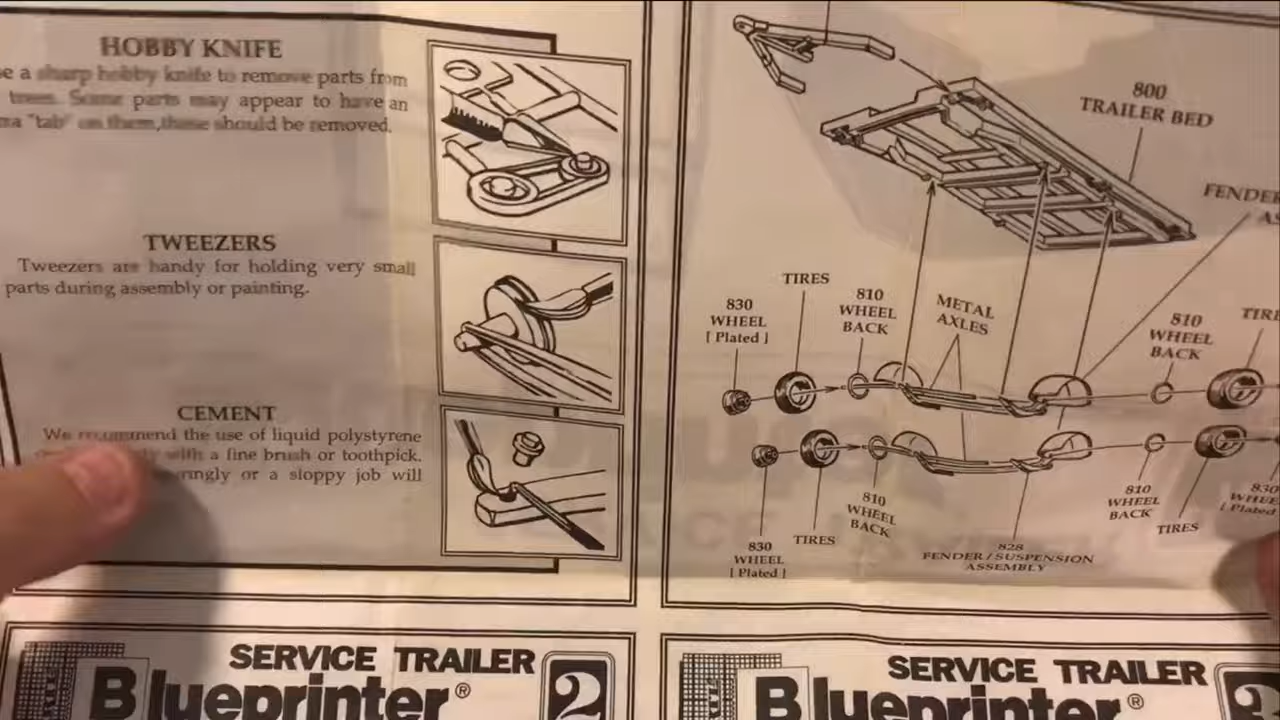 HOBBY KNIFE
a sharp hobby knife to remove parts from
trees. Some parts may appear to have an
"tab" on them, these should be removed.
TWEEZERS
Tweezers are handy for holding very small
parts during assembly or painting.
CEMENT
We recommend the use of liquid polystyrene
with a fine brush or toothpick.
or a sloppy job will
800
TRAILER BED
FENDER
TIRES
830
WHEEL
[ Plated ]
810
WHEEL
BACK
METAL
AXLES
810
WHEEL
BACK
830
WHEEL
[ Plated ]
TIRES
810
WHEEL
BACK
828
FENDER / SUSPENSION
ASSEMBLY
810
WHEEL
BACK
TIRES
830
[ Plated
SERVICE TRAILER
Blueprinter®
2
SERVICE TRAILER
Blueprinter®
3